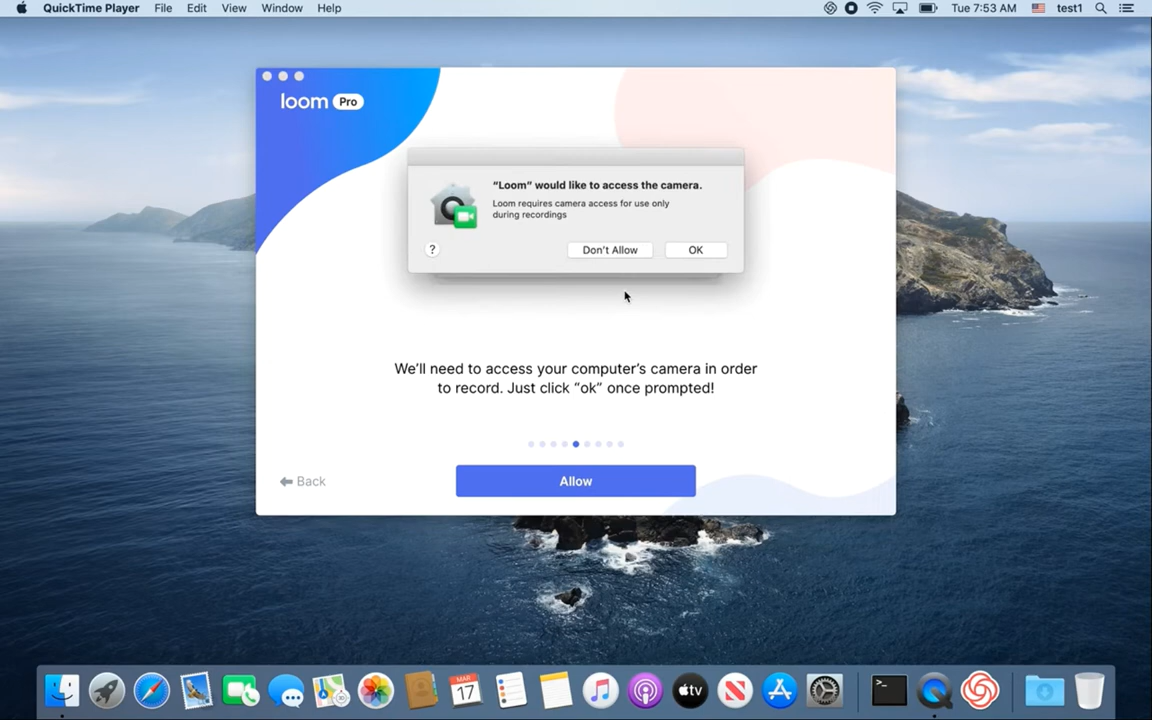 QuickTime Player File Edit View Window Help Tue 7:53 AM test1
loom Pro
“Loom” would like to access the camera.
Loom requires camera access for use only
during recordings
? Don't Allow OK
We’ll need to access your computer’s camera in order
to record. Just click “ok” once prompted!
Back Allow
MAR
17
tv